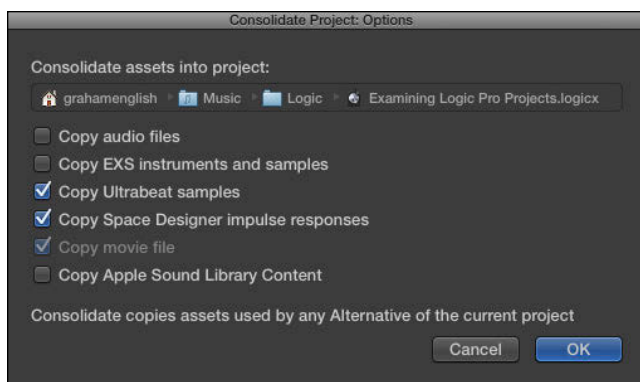 Consolidate Project: Options
Consolidate assets into project:
grahamenglish Music Logic Examining Logic Pro Projects.logicx
Copy audio files
Copy EXS instruments and samples
Copy Ultrabeat samples
Copy Space Designer impulse responses
Copy movie file
Copy Apple Sound Library Content
Consolidate copies assets used by any Alternative of the current project
Cancel OK